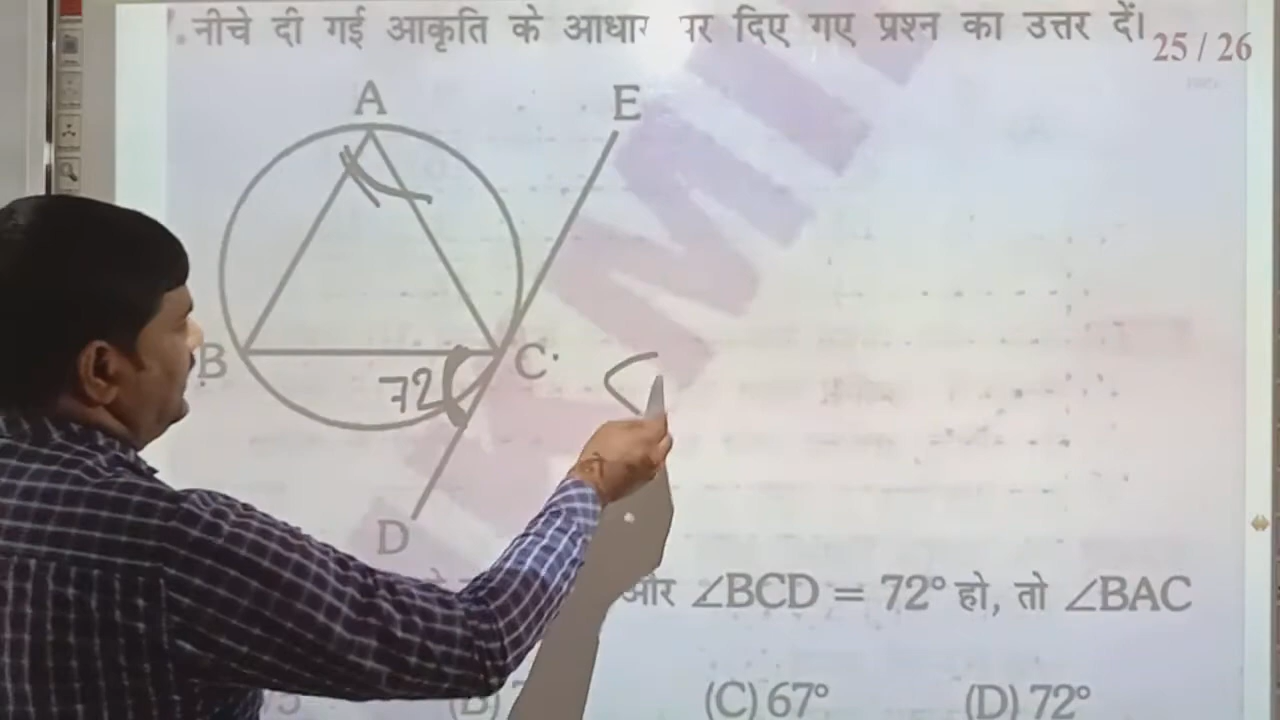 नीचे दी गई आकृति के आधार पर दिए गए प्रश्न का उत्तर दें।
25 / 26
A
E
B
C
72
D
और ∠BCD = 72° हो, तो ∠BAC
(B)
(C) 67°
(D) 72°